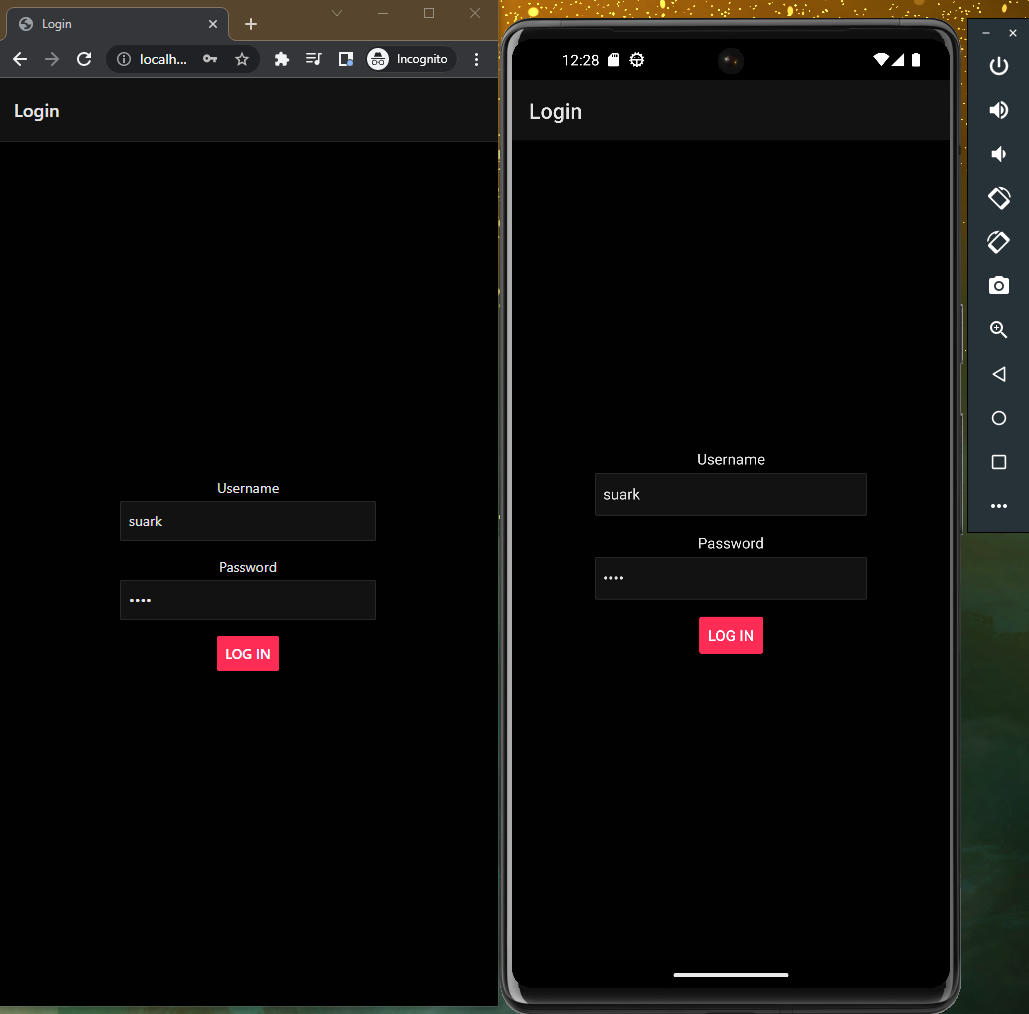 Login
localh...
Incognito
Login
Username
suark
Password
••••
LOG IN
12:28
Login
Username
suark
Password
••••
LOG IN